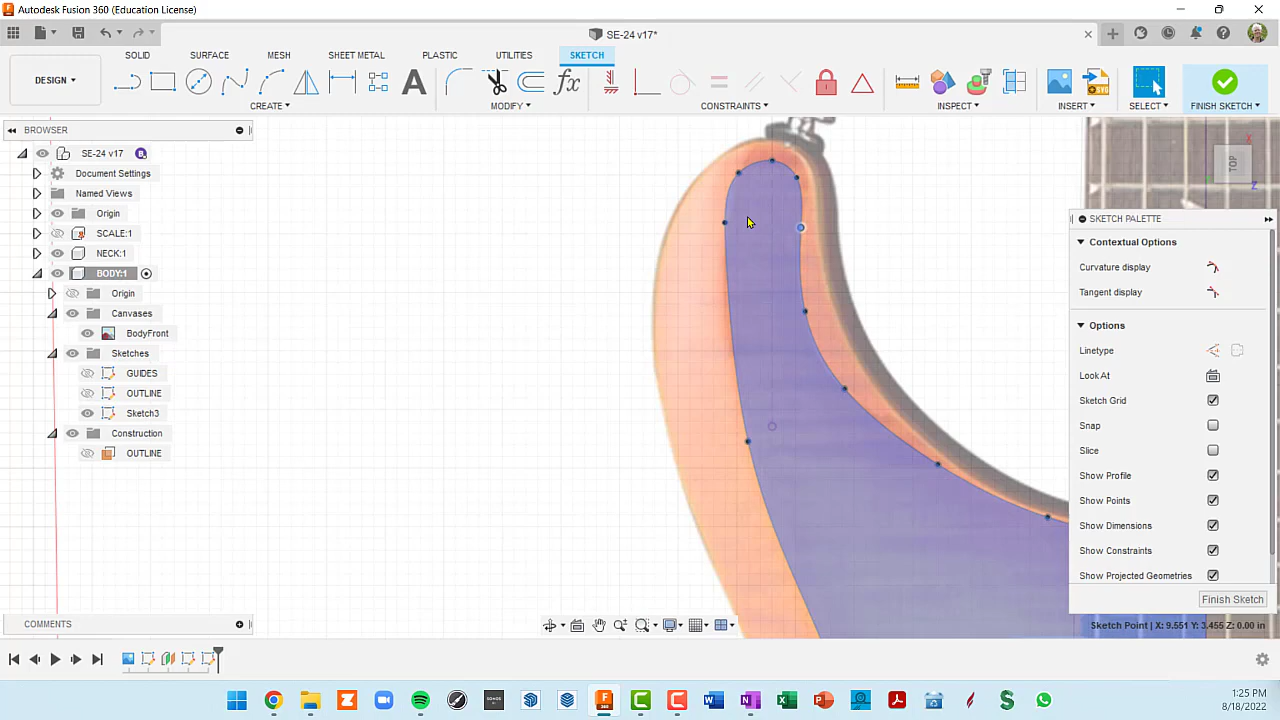 Autodesk Fusion 360 (Education License)
SE-24 v17*
DESIGN
SOLID
SURFACE
MESH
SHEET METAL
PLASTIC
UTILITIES
SKETCH
A
fx
CREATE
MODIFY
CONSTRAINTS
INSPECT
INSERT
SELECT
FINISH SKETCH
BROWSER
SE-24 v17
Document Settings
Named Views
Origin
SCALE:1
NECK:1
BODY:1
Origin
Canvases
BodyFront
Sketches
GUIDES
OUTLINE
Sketch3
Construction
OUTLINE
COMMENTS
TOP
X
Z
SKETCH PALETTE
Contextual Options
Curvature display
Tangent display
Options
Linetype
Look At
Sketch Grid
Snap
Slice
Show Profile
Show Points
Show Dimensions
Show Constraints
Show Projected Geometries
Finish Sketch
Sketch Point | X: 9.551 Y: 3.455 Z: 0.00 in
1:25 PM
8/18/2022